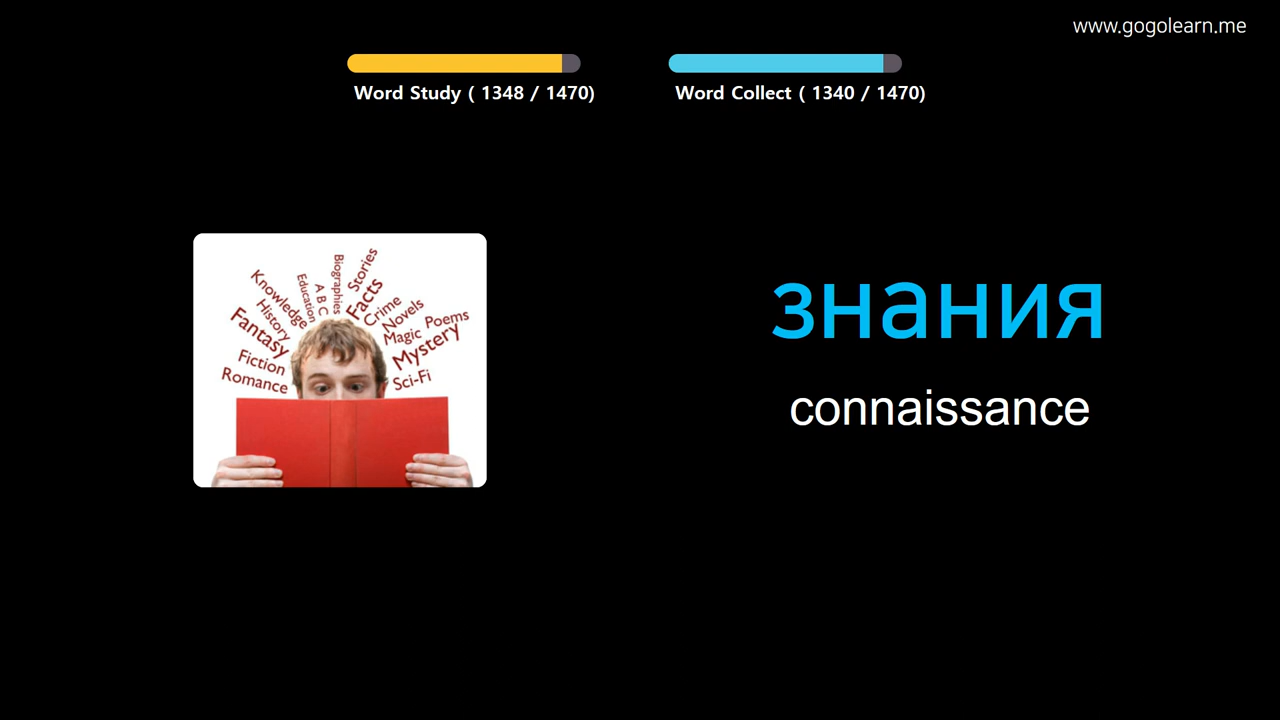 www.gogolearn.me
Word Study ( 1348 / 1470)
Word Collect ( 1340 / 1470)
Knowledge
History
Fantasy
Fiction
Romance
Education
A B C
Biographies
Stories
Facts
Crime
Novels
Magic
Poems
Mystery
Sci-Fi
знания
connaissance